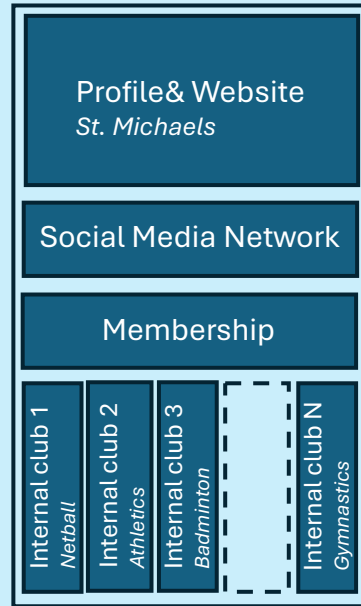 Profile& Website
St. Michaels
Social Media Network
Membership
Internal club 1
Netball
Internal club 2
Athletics
Internal club 3
Badminton
Internal club N
Gymnastics